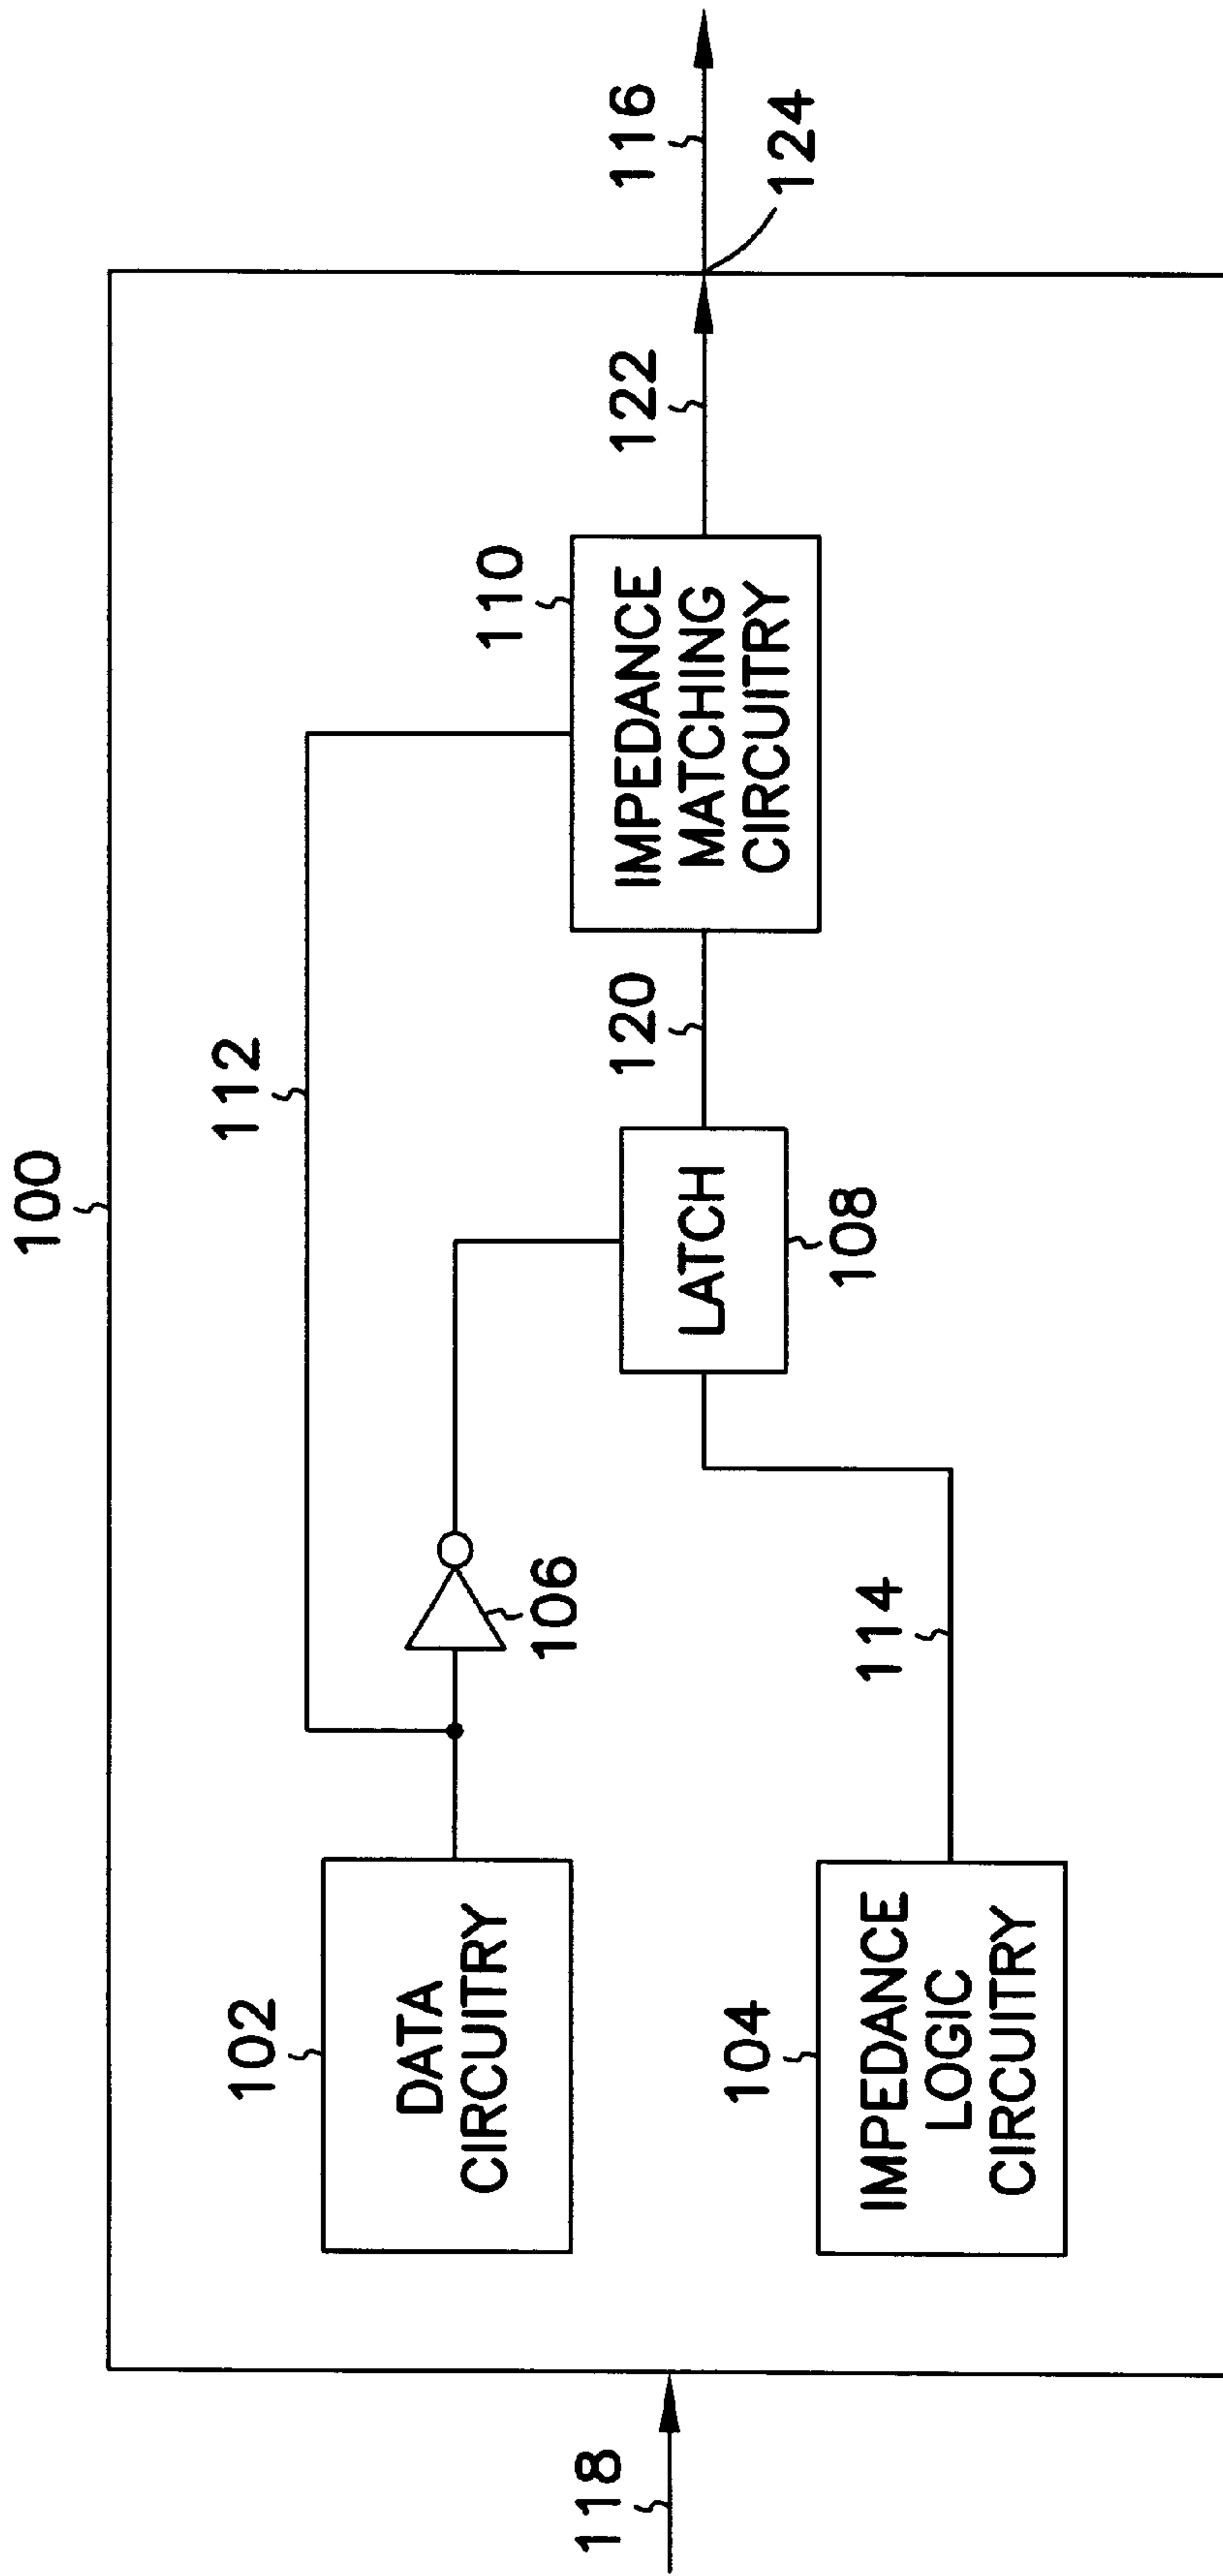 100
112
102
DATA
CIRCUITRY
106
110
IMPEDANCE
MATCHING
CIRCUITRY
122
116
124
120
LATCH
108
118
104
IMPEDANCE
LOGIC
CIRCUITRY
114